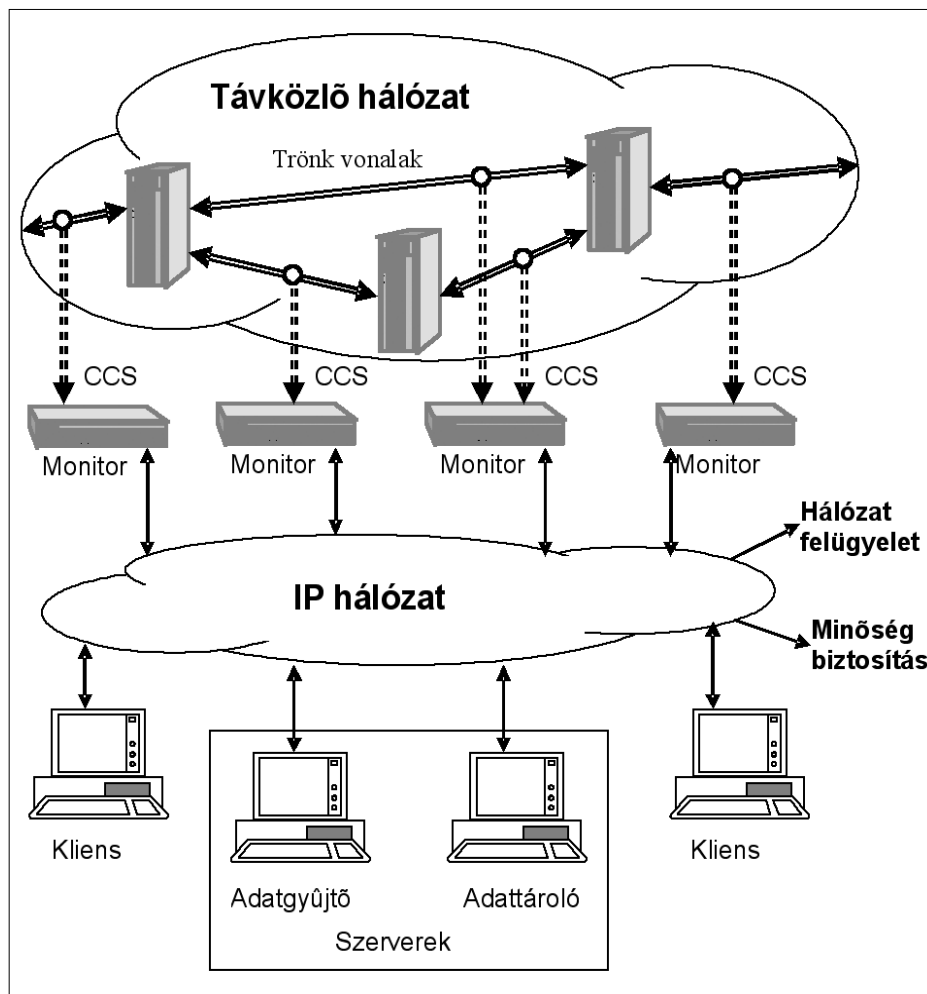 Távközlõ hálózat
Trönk vonalak
CCS
CCS
CCS
CCS
Monitor
Monitor
Monitor
Monitor
Hálózat
felügyelet
IP hálózat
Minõség
biztosítás
Kliens
Kliens
Adatgyûjtõ
Adattároló
Szerverek